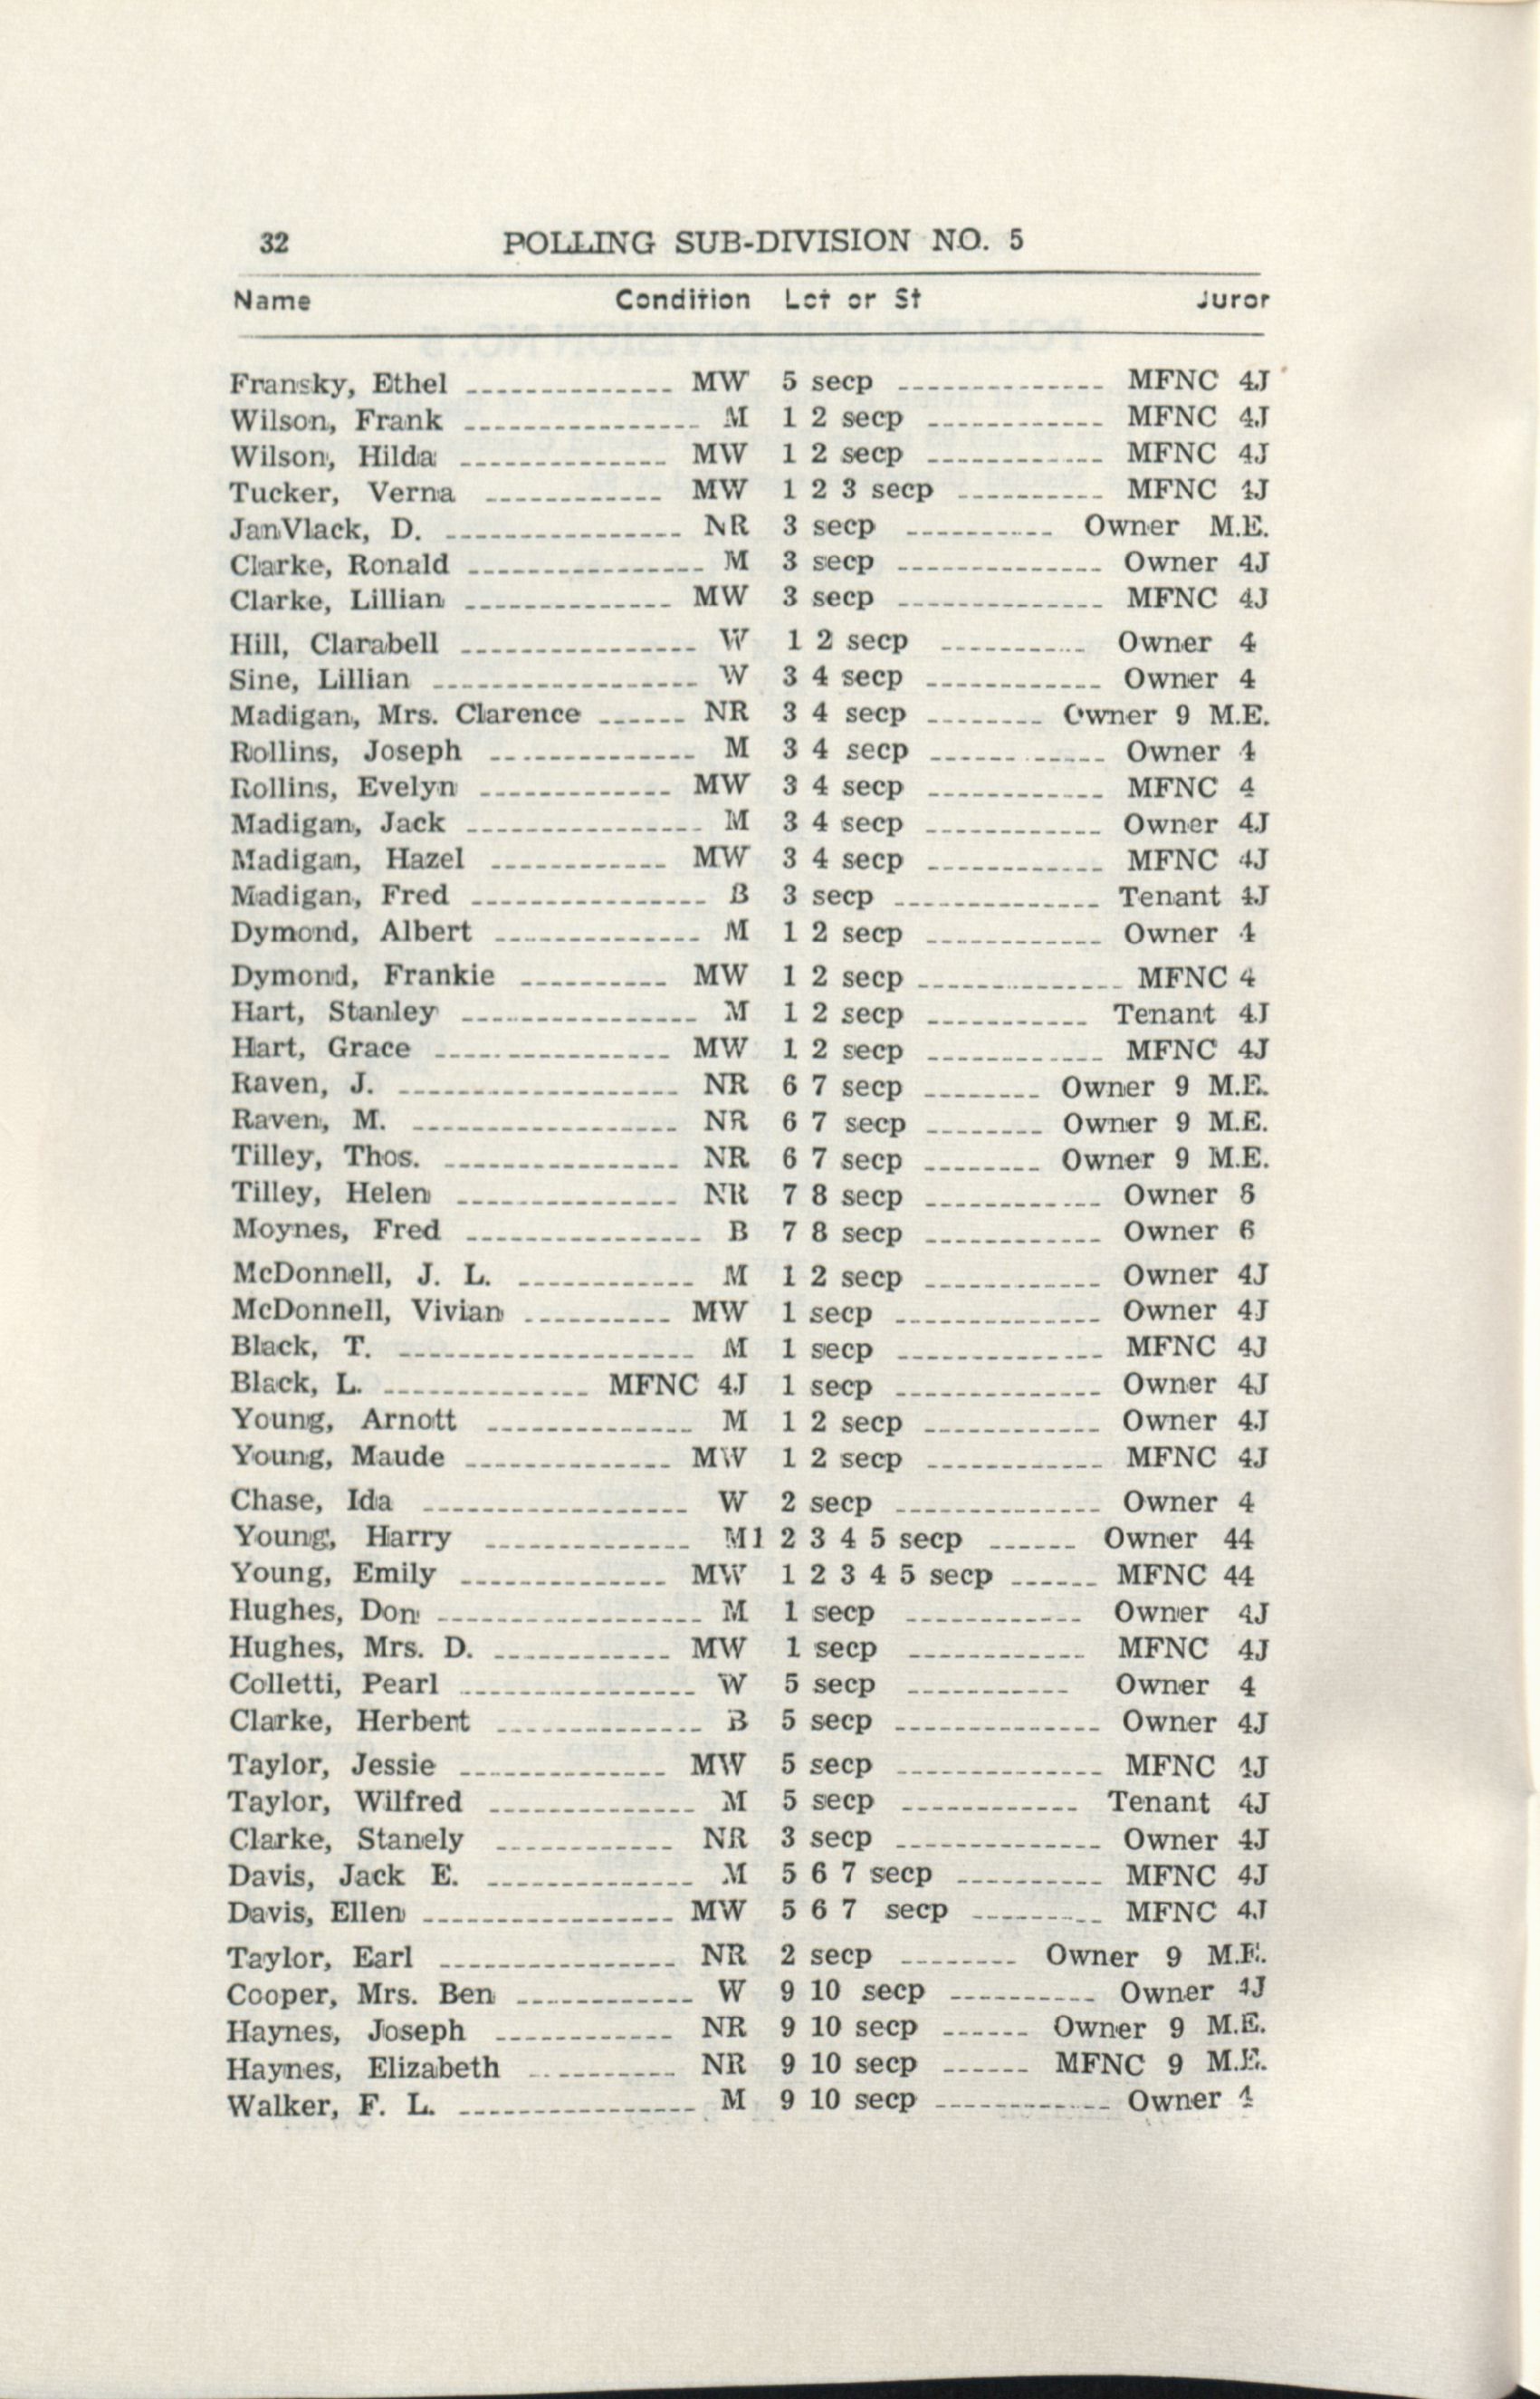 32 POLLING SUB-DIVISION NO. 5
Name Condition Lot or St Juror
Fransky, Ethel -------------- MW 5 secp -------------- MFNC 4J
Wilson, Frank ---------------- M 1 2 secp ------------ MFNC 4J
Wilson, Hilda -------------- MW 1 2 secp ------------ MFNC 4J
Tucker, Verna ------------ MW 1 2 3 secp ---------- MFNC 4J
JanVlack, D. ---------------- NR 3 secp ---------- Owner M.E.
Clarke, Ronald ---------------- M 3 secp -------------- Owner 4J
Clarke, Lillian -------------- MW 3 secp -------------- MFNC 4J
Hill, Clarabell ---------------- W 1 2 secp ---------- Owner 4
Sine, Lillian ------------------ W 3 4 secp ------------ Owner 4
Madigan, Mrs. Clarence ------ NR 3 4 secp -------- Owner 9 M.E.
Rollins, Joseph -------------- M 3 4 secp ------------ Owner 4
Rollins, Evelyn ------------- MW 3 4 secp ------------ MFNC 4
Madigan, Jack ---------------- M 3 4 secp ------------ Owner 4J
Madigan, Hazel ------------ MW 3 4 secp ------------ MFNC 4J
Madigan, Fred ---------------- B 3 secp -------------- Tenant 4J
Dymond, Albert -------------- M 1 2 secp ------------ Owner 4
Dymond, Frankie ---------- MW 1 2 secp -------------- MFNC 4
Hart, Stanley ---------------- M 1 2 secp ----------- Tenant 4J
Hart, Grace ---------------- MW 1 2 secp ------------ MFNC 4J
Raven, J. ------------------- NR 6 7 secp -------- Owner 9 M.E.
Raven, M. ------------------ NR 6 7 secp -------- Owner 9 M.E.
Tilley, Thos. ---------------- NR 6 7 secp -------- Owner 9 M.E.
Tilley, Helen --------------- NR 7 8 secp ------------ Owner 6
Moynes, Fred ---------------- B 7 8 secp ------------ Owner 6
McDonnell, J. L. ------------ M 1 2 secp ------------ Owner 4J
McDonnell, Vivian ---------- MW 1 secp -------------- Owner 4J
Black, T. -------------------- M 1 secp -------------- MFNC 4J
Black, L. -------------- MFNC 4J 1 secp -------------- Owner 4J
Young, Arnott -------------- M 1 2 secp ------------ Owner 4J
Young, Maude -------------- MW 1 2 secp ------------ MFNC 4J
Chase, Ida ------------------ W 2 secp -------------- Owner 4
Young, Harry -------------- M1 2 3 4 5 secp ------ Owner 44
Young, Emily -------------- MW 1 2 3 4 5 secp ------ MFNC 44
Hughes, Don ------------------ M 1 secp ------------ Owner 4J
Hughes, Mrs. D. ------------ MW 1 secp ------------ MFNC 4J
Colletti, Pearl ---------------- W 5 secp ----------- Owner 4
Clarke, Herbert -------------- B 5 secp -------------- Owner 4J
Taylor, Jessie -------------- MW 5 secp -------------- MFNC 4J
Taylor, Wilfred -------------- M 5 secp ------------ Tenant 4J
Clarke, Stanely ------------ NR 3 secp -------------- Owner 4J
Davis, Jack E. -------------- M 5 6 7 secp ---------- MFNC 4J
Davis, Ellen ----------------- MW 5 6 7 secp --------- MFNC 4J
Taylor, Earl ---------------- NR 2 secp -------- Owner 9 M.E.
Cooper, Mrs. Ben ------------ W 9 10 secp ---------- Owner 4J
Haynes, Joseph ------------ NR 9 10 secp ------ Owner 9 M.E.
Haynes, Elizabeth ---------- NR 9 10 secp ------ MFNC 9 M.E.
Walker, F. L. ---------------- M 9 10 secp ------------ Owner 4